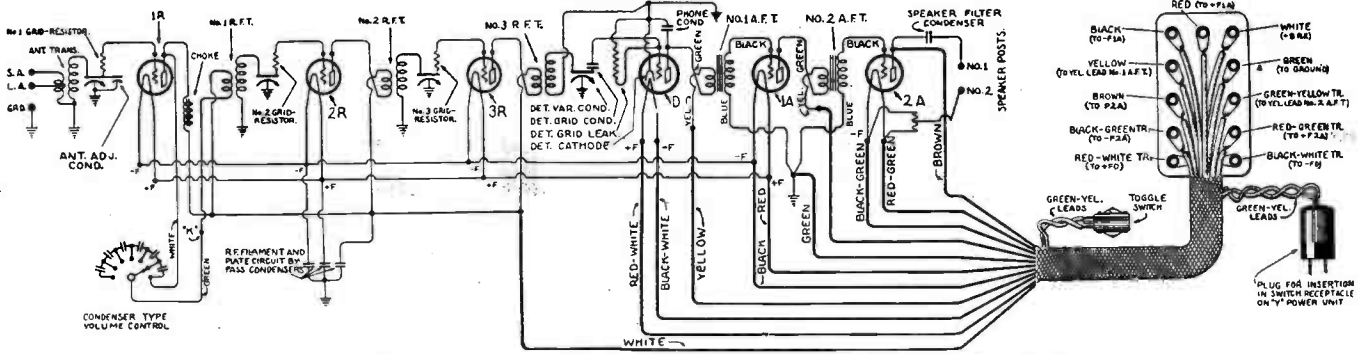 No.1 GRID-RESISTOR.
ANT. TRANS.
S.A.
L.A.
GRD
ANT. ADJ.
COND.
1R
CHOKE
No.1 R.F.T.
No.2 GRID-
RESISTOR.
2R
No.2 R.F.T.
No.3 GRID-
RESISTOR.
3R
No.3 R.F.T.
DET. VAR. COND.
DET. GRID COND.
DET. GRID LEAK.
DET. CATHODE
PHONE
COND
D
GREEN
YEL.
No.1 A.F.T.
BLUE
BLACK
1A
GREEN
YEL.
No.2 A.F.T.
BLUE
BLACK
2A
SPEAKER FILTER
CONDENSER
No.1
No.2
SPEAKER POSTS.
-F
+F
-F
+F
-F
+F
+F
-F
-F
+F
-F
WHITE
"K"
GREEN
CONDENSER TYPE
VOLUME CONTROL
R.F. FILAMENT AND
PLATE CIRCUIT BY
PASS CONDENSERS
RED-WHITE
BLACK-WHITE
YELLOW
BLACK
RED
GREEN
BLACK-GREEN
RED-GREEN
BROWN
WHITE
GREEN-YEL.
LEADS
TOGGLE
SWITCH
RED (TO +F1A)
BLACK
(TO -F1A)
YELLOW
(TO YEL. LEAD No.1 A.F.T.)
BROWN
(TO P2A)
BLACK-GREEN TR.
(TO -F2A)
RED-WHITE TR.
(TO +FD)
WHITE
GREEN
(TO GROUND)
GREEN-YELLOW TR.
(TO YEL. LEAD No.2 A.F.T.)
RED-GREEN TR.
(TO +F2A)
BLACK-WHITE TR.
(TO -FD)
GREEN-YEL.
LEADS
PLUG FOR INSERTION
IN SWITCH RECEPTACLE
ON "Y" POWER UNIT